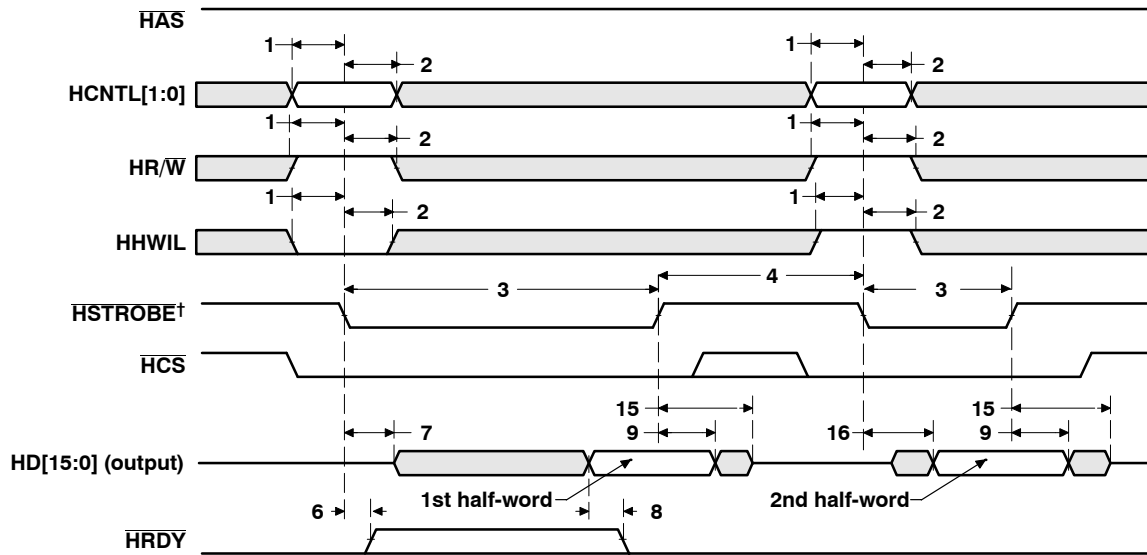 HAS
1
1
2
2
HCNTL[1:0]
1
1
2
2
HR/W
1
1
2
2
HHWIL
3
4
3
HSTROBE†
HCS
15
15
7
9
16
9
HD[15:0] (output)
1st half-word
2nd half-word
6
8
HRDY